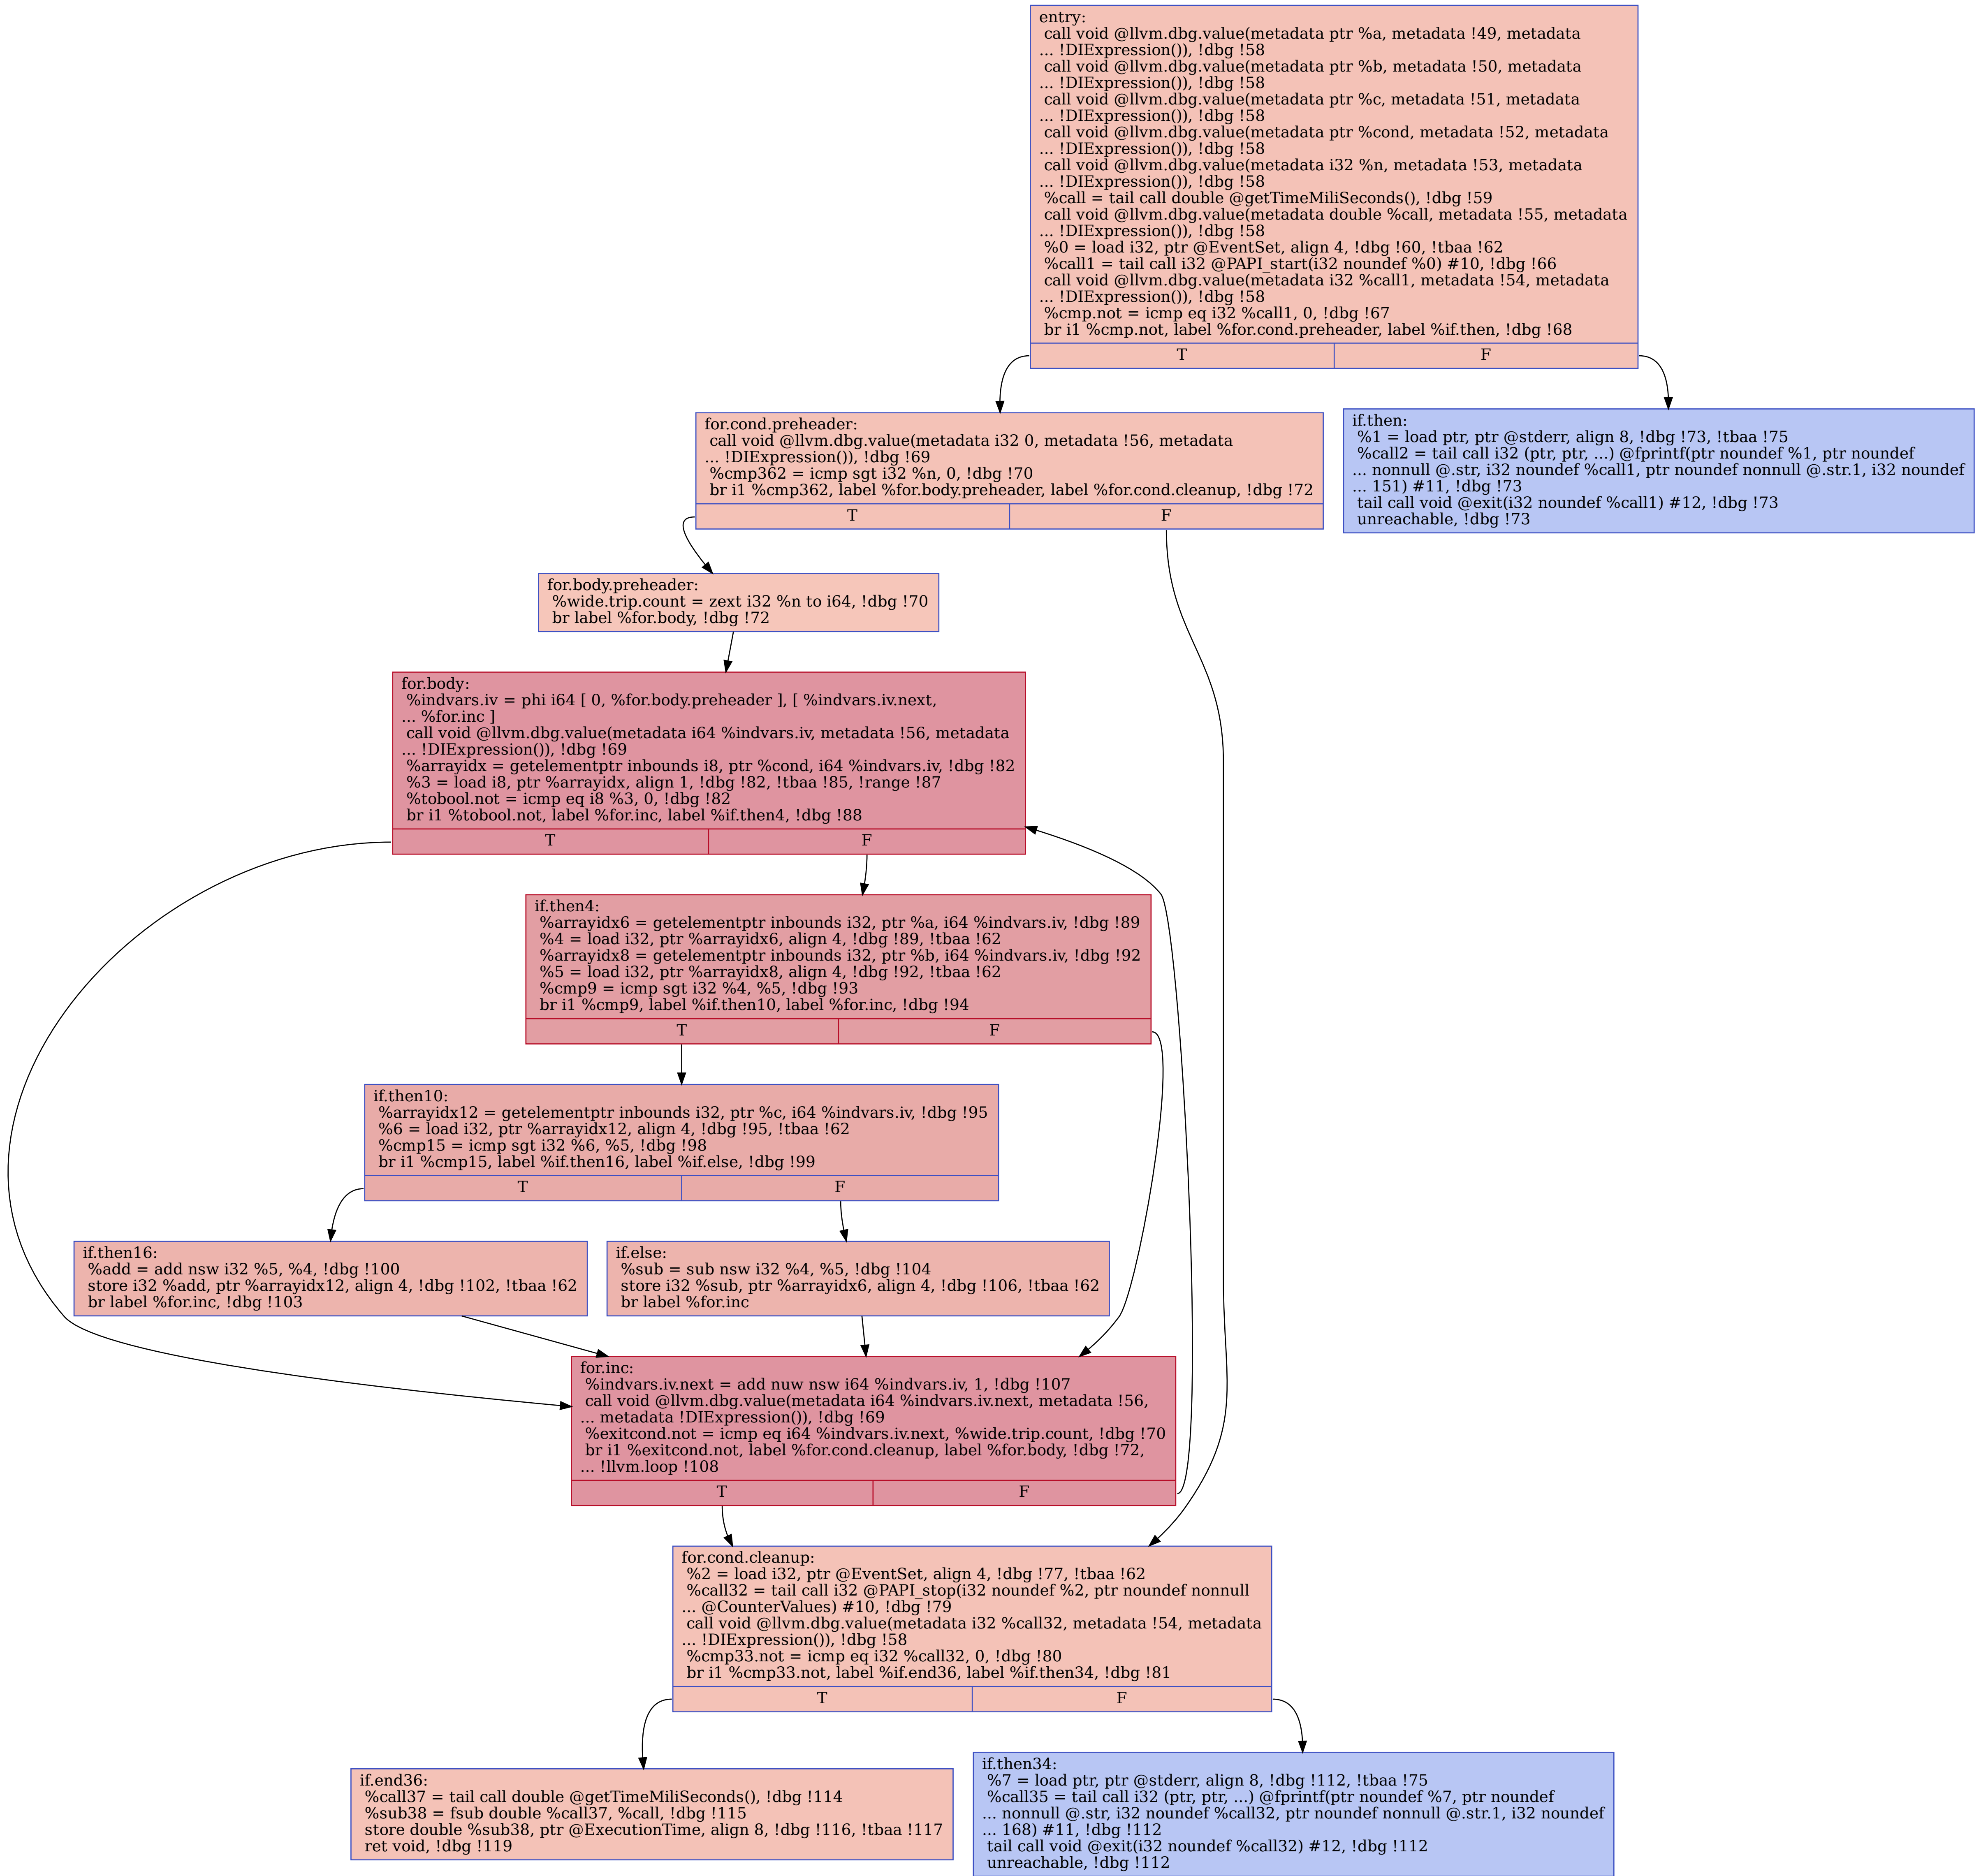 entry:
call void @llvm.dbg.value(metadata ptr %a, metadata !49, metadata
... !DIExpression()), !dbg !58
call void @llvm.dbg.value(metadata ptr %b, metadata !50, metadata
... !DIExpression()), !dbg !58
call void @llvm.dbg.value(metadata ptr %c, metadata !51, metadata
... !DIExpression()), !dbg !58
call void @llvm.dbg.value(metadata ptr %cond, metadata !52, metadata
... !DIExpression()), !dbg !58
call void @llvm.dbg.value(metadata i32 %n, metadata !53, metadata
... !DIExpression()), !dbg !58
%call = tail call double @getTimeMiliSeconds(), !dbg !59
call void @llvm.dbg.value(metadata double %call, metadata !55, metadata
... !DIExpression()), !dbg !58
%0 = load i32, ptr @EventSet, align 4, !dbg !60, !tbaa !62
%call1 = tail call i32 @PAPI_start(i32 noundef %0) #10, !dbg !66
call void @llvm.dbg.value(metadata i32 %call1, metadata !54, metadata
... !DIExpression()), !dbg !58
%cmp.not = icmp eq i32 %call1, 0, !dbg !67
br i1 %cmp.not, label %for.cond.preheader, label %if.then, !dbg !68
T F
for.cond.preheader:
call void @llvm.dbg.value(metadata i32 0, metadata !56, metadata
... !DIExpression()), !dbg !69
%cmp362 = icmp sgt i32 %n, 0, !dbg !70
br i1 %cmp362, label %for.body.preheader, label %for.cond.cleanup, !dbg !72
T F
if.then:
%1 = load ptr, ptr @stderr, align 8, !dbg !73, !tbaa !75
%call2 = tail call i32 (ptr, ptr, ...) @fprintf(ptr noundef %1, ptr noundef
... nonnull @.str, i32 noundef %call1, ptr noundef nonnull @.str.1, i32 noundef
... 151) #11, !dbg !73
tail call void @exit(i32 noundef %call1) #12, !dbg !73
unreachable, !dbg !73
for.body.preheader:
%wide.trip.count = zext i32 %n to i64, !dbg !70
br label %for.body, !dbg !72
for.body:
%indvars.iv = phi i64 [ 0, %for.body.preheader ], [ %indvars.iv.next,
... %for.inc ]
call void @llvm.dbg.value(metadata i64 %indvars.iv, metadata !56, metadata
... !DIExpression()), !dbg !69
%arrayidx = getelementptr inbounds i8, ptr %cond, i64 %indvars.iv, !dbg !82
%3 = load i8, ptr %arrayidx, align 1, !dbg !82, !tbaa !85, !range !87
%tobool.not = icmp eq i8 %3, 0, !dbg !82
br i1 %tobool.not, label %for.inc, label %if.then4, !dbg !88
T F
if.then4:
%arrayidx6 = getelementptr inbounds i32, ptr %a, i64 %indvars.iv, !dbg !89
%4 = load i32, ptr %arrayidx6, align 4, !dbg !89, !tbaa !62
%arrayidx8 = getelementptr inbounds i32, ptr %b, i64 %indvars.iv, !dbg !92
%5 = load i32, ptr %arrayidx8, align 4, !dbg !92, !tbaa !62
%cmp9 = icmp sgt i32 %4, %5, !dbg !93
br i1 %cmp9, label %if.then10, label %for.inc, !dbg !94
T F
if.then10:
%arrayidx12 = getelementptr inbounds i32, ptr %c, i64 %indvars.iv, !dbg !95
%6 = load i32, ptr %arrayidx12, align 4, !dbg !95, !tbaa !62
%cmp15 = icmp sgt i32 %6, %5, !dbg !98
br i1 %cmp15, label %if.then16, label %if.else, !dbg !99
T F
if.then16:
%add = add nsw i32 %5, %4, !dbg !100
store i32 %add, ptr %arrayidx12, align 4, !dbg !102, !tbaa !62
br label %for.inc, !dbg !103
if.else:
%sub = sub nsw i32 %4, %5, !dbg !104
store i32 %sub, ptr %arrayidx6, align 4, !dbg !106, !tbaa !62
br label %for.inc
for.inc:
%indvars.iv.next = add nuw nsw i64 %indvars.iv, 1, !dbg !107
call void @llvm.dbg.value(metadata i64 %indvars.iv.next, metadata !56,
... metadata !DIExpression()), !dbg !69
%exitcond.not = icmp eq i64 %indvars.iv.next, %wide.trip.count, !dbg !70
br i1 %exitcond.not, label %for.cond.cleanup, label %for.body, !dbg !72,
... !llvm.loop !108
T F
for.cond.cleanup:
%2 = load i32, ptr @EventSet, align 4, !dbg !77, !tbaa !62
%call32 = tail call i32 @PAPI_stop(i32 noundef %2, ptr noundef nonnull
... @CounterValues) #10, !dbg !79
call void @llvm.dbg.value(metadata i32 %call32, metadata !54, metadata
... !DIExpression()), !dbg !58
%cmp33.not = icmp eq i32 %call32, 0, !dbg !80
br i1 %cmp33.not, label %if.end36, label %if.then34, !dbg !81
T F
if.end36:
%call37 = tail call double @getTimeMiliSeconds(), !dbg !114
%sub38 = fsub double %call37, %call, !dbg !115
store double %sub38, ptr @ExecutionTime, align 8, !dbg !116, !tbaa !117
ret void, !dbg !119
if.then34:
%7 = load ptr, ptr @stderr, align 8, !dbg !112, !tbaa !75
%call35 = tail call i32 (ptr, ptr, ...) @fprintf(ptr noundef %7, ptr noundef
... nonnull @.str, i32 noundef %call32, ptr noundef nonnull @.str.1, i32 noundef
... 168) #11, !dbg !112
tail call void @exit(i32 noundef %call32) #12, !dbg !112
unreachable, !dbg !112